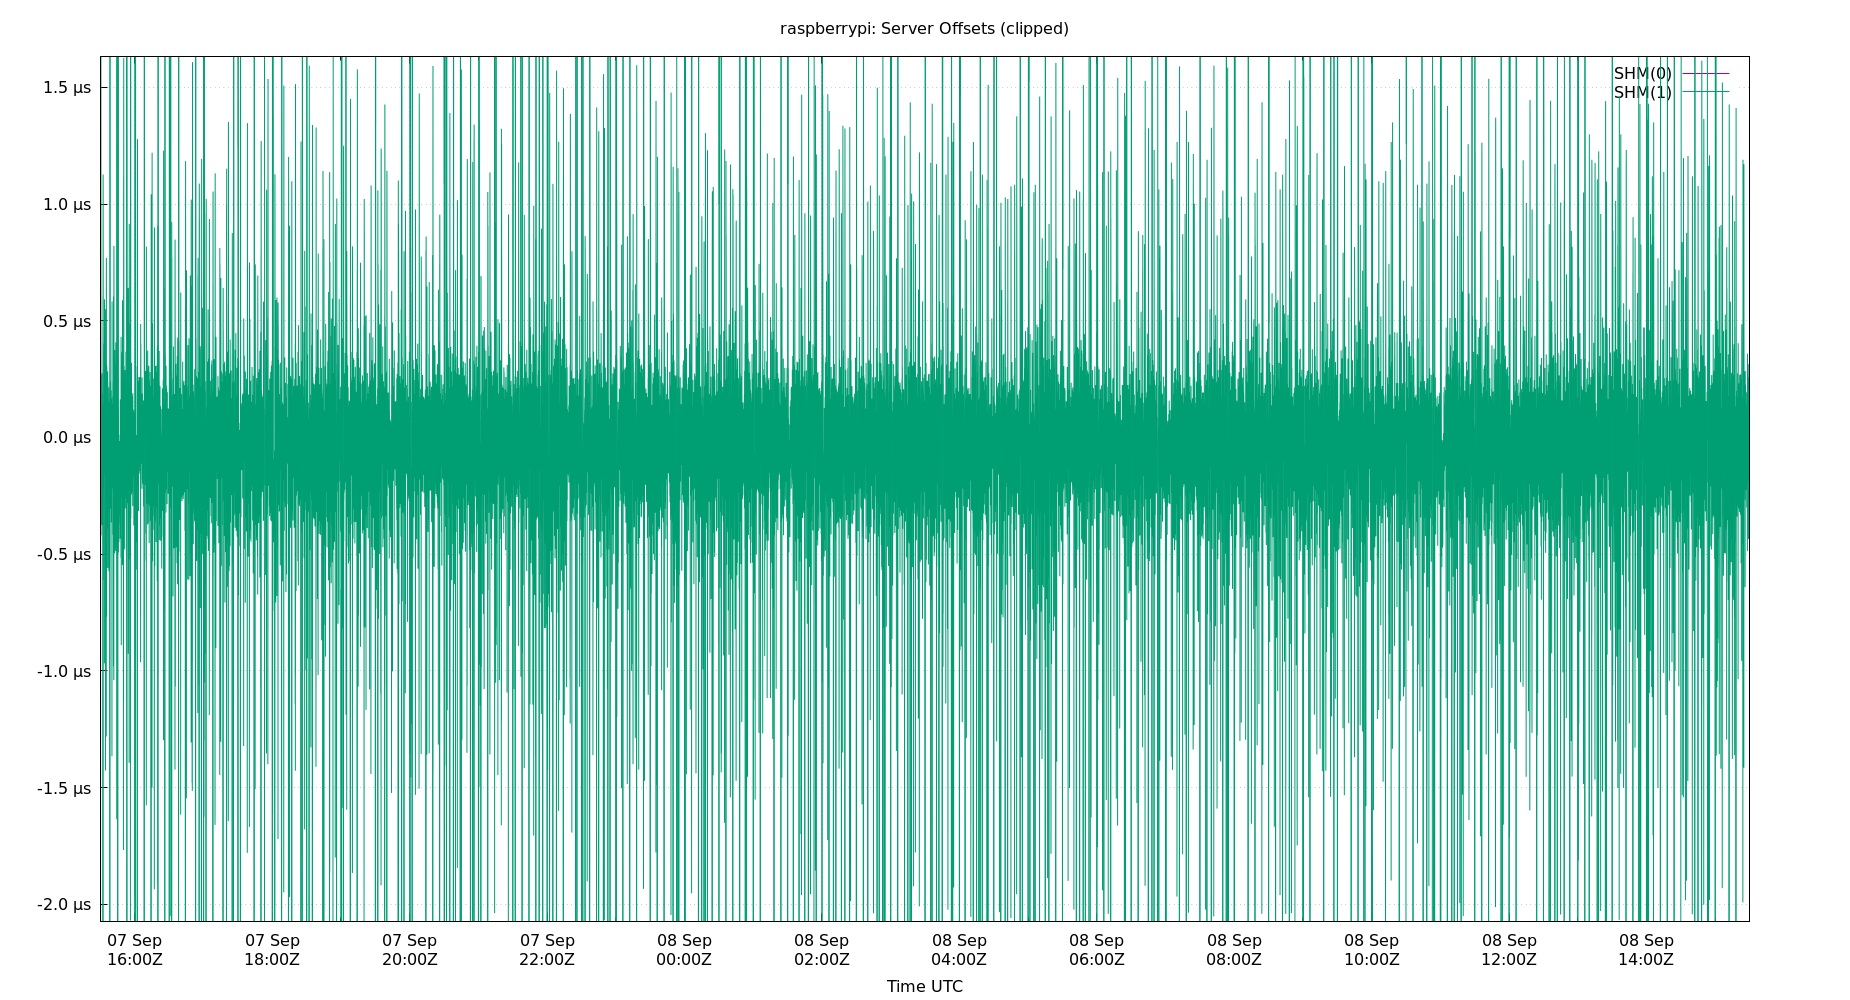 raspberrypi: Server Offsets (clipped)
SHM(0)
SHM(1)
1.5 µs
1.0 µs
0.5 µs
0.0 µs
-0.5 µs
-1.0 µs
-1.5 µs
-2.0 µs
07 Sep 07 Sep 07 Sep 07 Sep 08 Sep 08 Sep 08 Sep 08 Sep 08 Sep 08 Sep 08 Sep 08 Sep
16:00Z 18:00Z 20:00Z 22:00Z 00:00Z 02:00Z 04:00Z 06:00Z 08:00Z 10:00Z 12:00Z 14:00Z
Time UTC